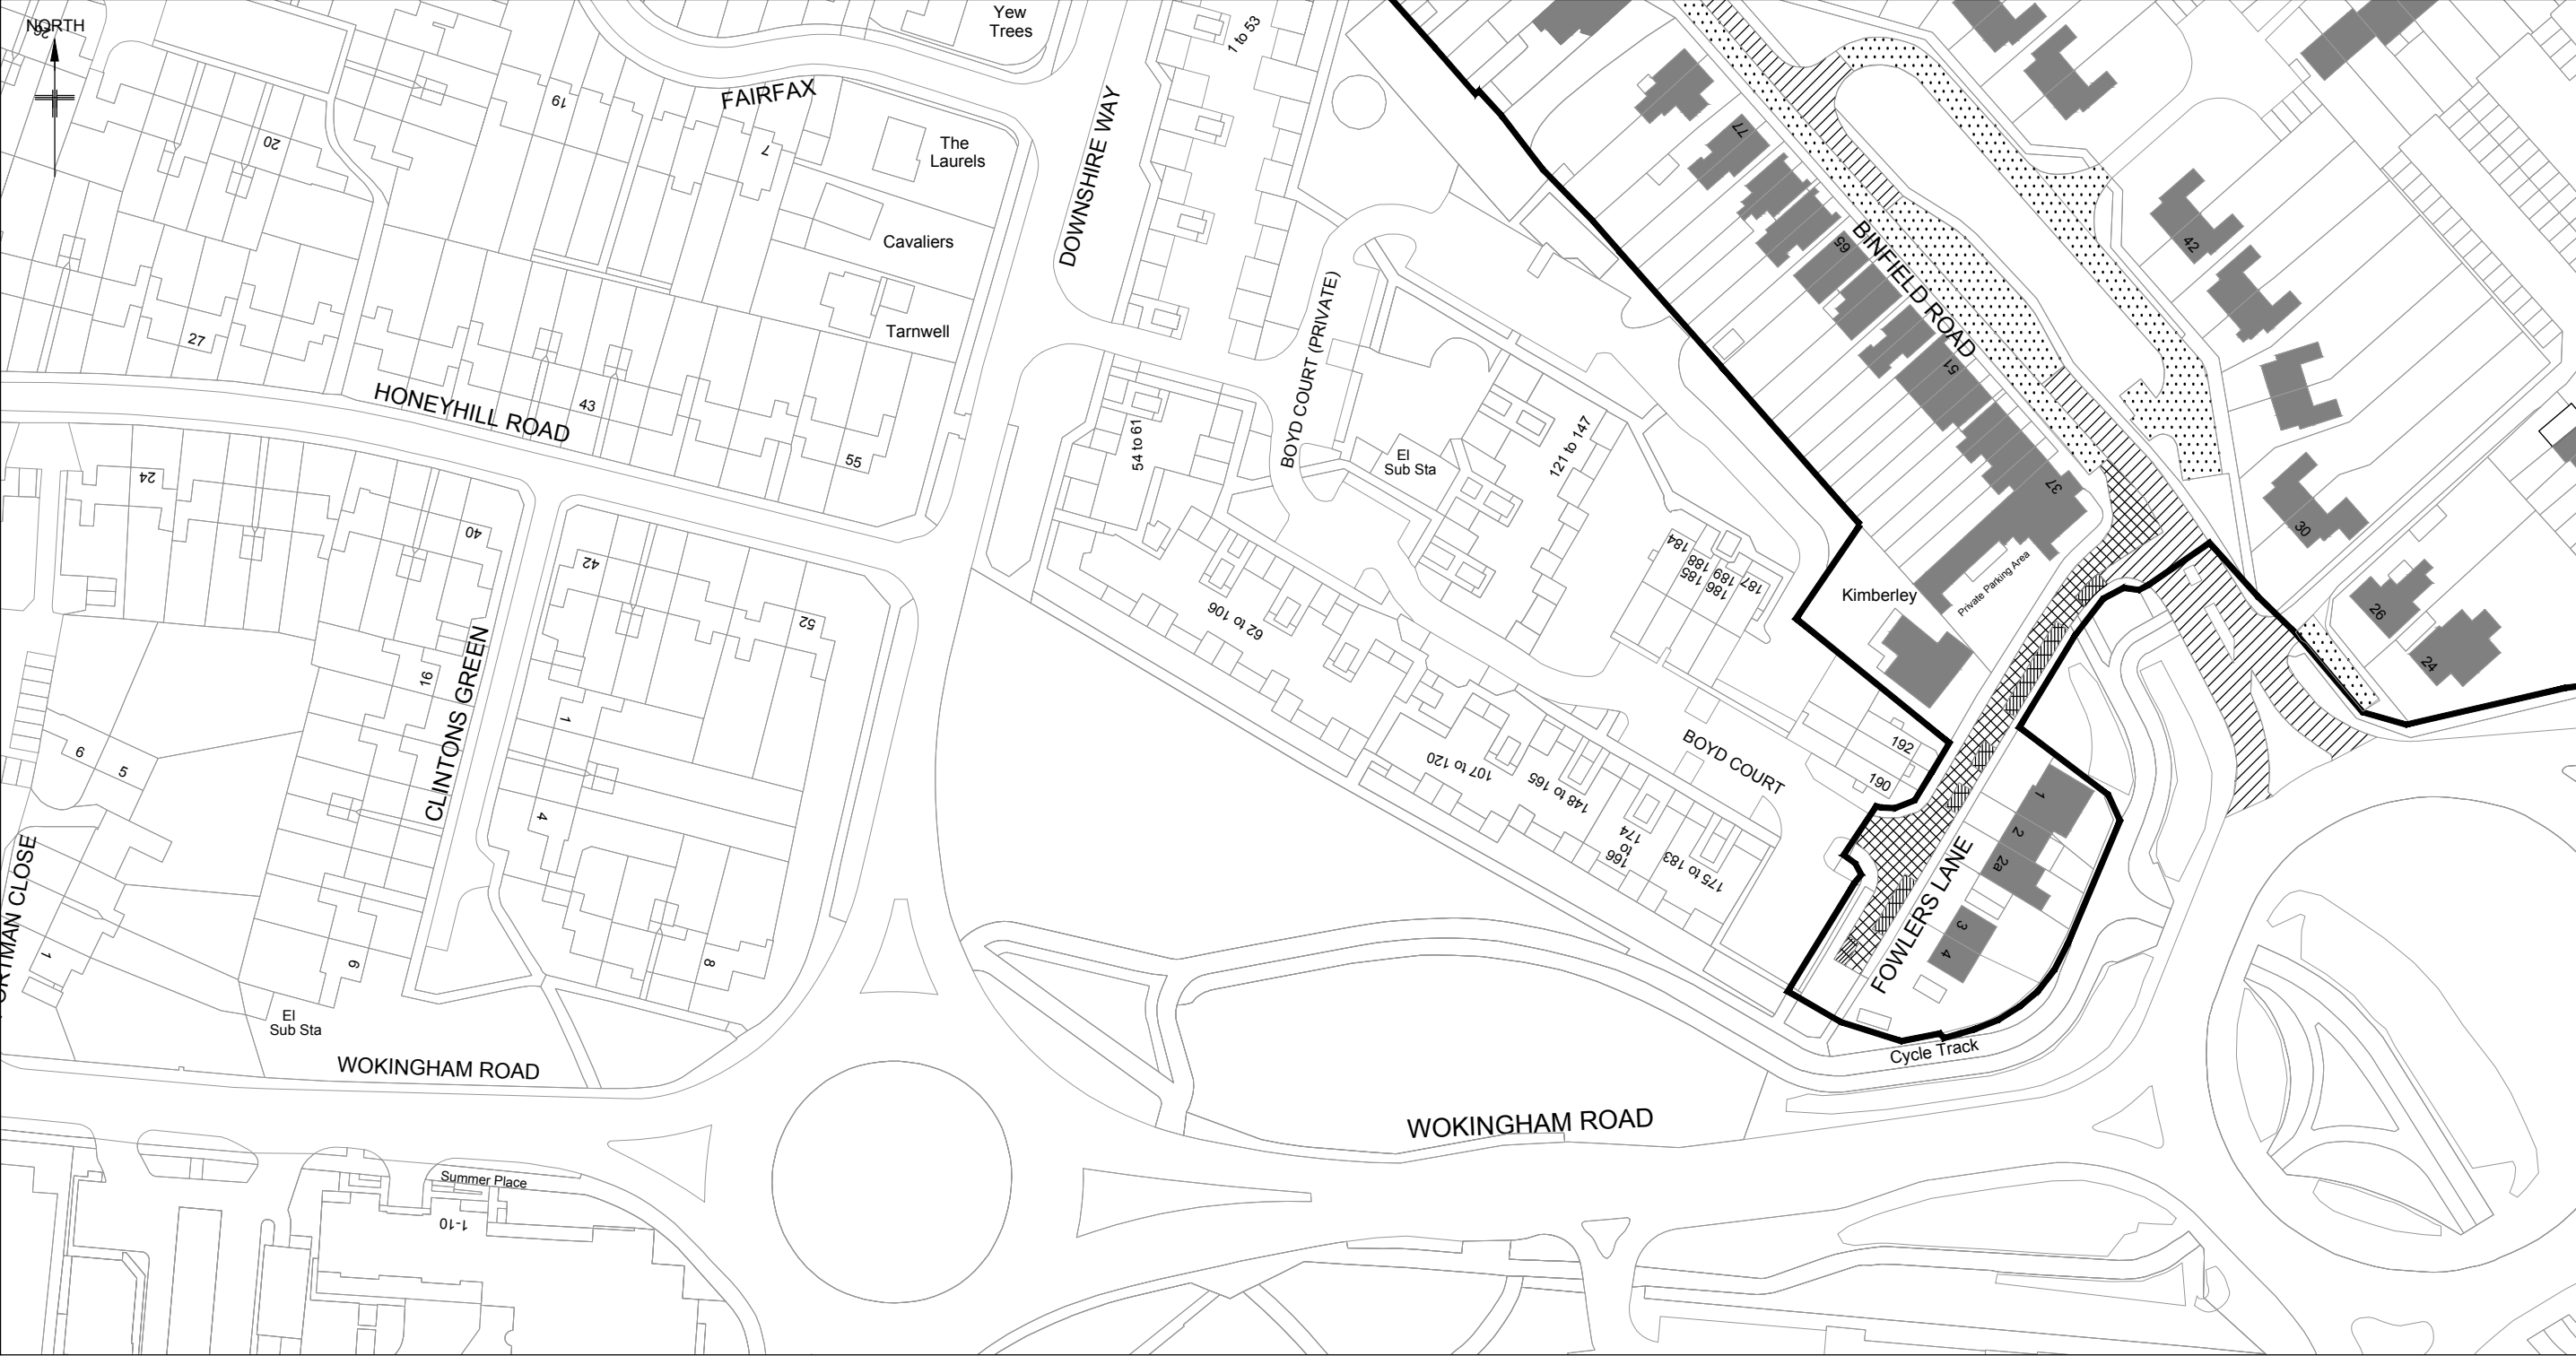 NORTH
26
Yew
Trees
1 to 53
19
FAIRFAX
20
7
The
Laurels
DOWNSHIRE WAY
77
Cavaliers
65
BINFIELD ROAD
42
27
Tarnwell
BOYD COURT (PRIVATE)
51
HONEYHILL ROAD
43
55
54 to 61
El
Sub Sta
121 to 147
24
37
40
42
30
184
188
189
187
185
186
Private Parking Area
Kimberley
26
52
62 to 106
24
CLINTONS GREEN
16
1
192
BOYD COURT
190
6
5
107 to 120
148 to 165
1
4
2
174
to
166
175 to 183
2a
FOWLERS LANE
3
4
1
6
8
El
Sub Sta
Cycle Track
WOKINGHAM ROAD
WOKINGHAM ROAD
Summer Place
1-10